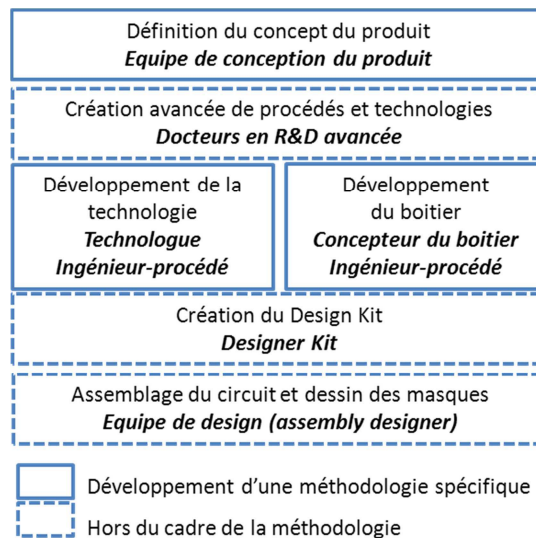 Définition du concept du produit
Equipe de conception du produit
Création avancée de procédés et technologies
Docteurs en R&D avancée
Développement de la
technologie
Technologue
Ingénieur-procédé
Développement
du boitier
Concepteur du boitier
Ingénieur-procédé
Création du Design Kit
Designer Kit
Assemblage du circuit et dessin des masques
Equipe de design (assembly designer)
Développement d'une méthodologie spécifique
Hors du cadre de la méthodologie